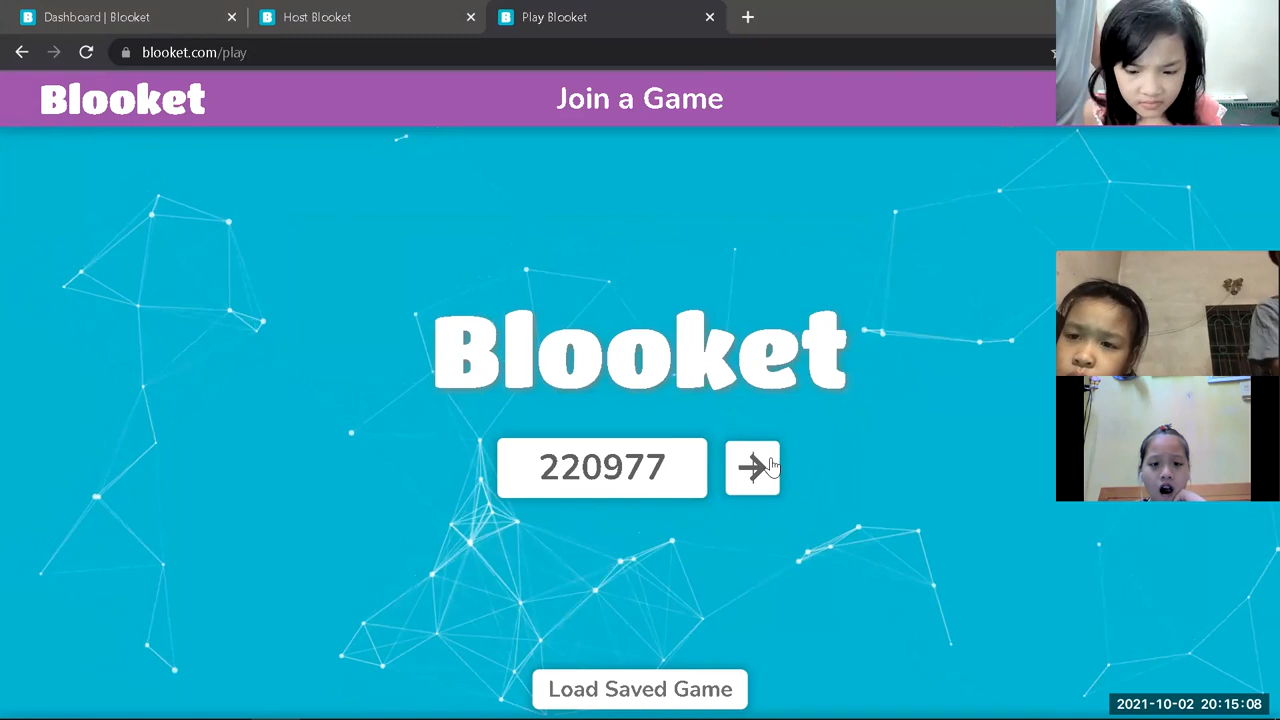 Dashboard | Blooket
Host Blooket
Play Blooket
blooket.com/play
Blooket
Join a Game
Blooket
220977
Load Saved Game
2021-10-02 20:15:08